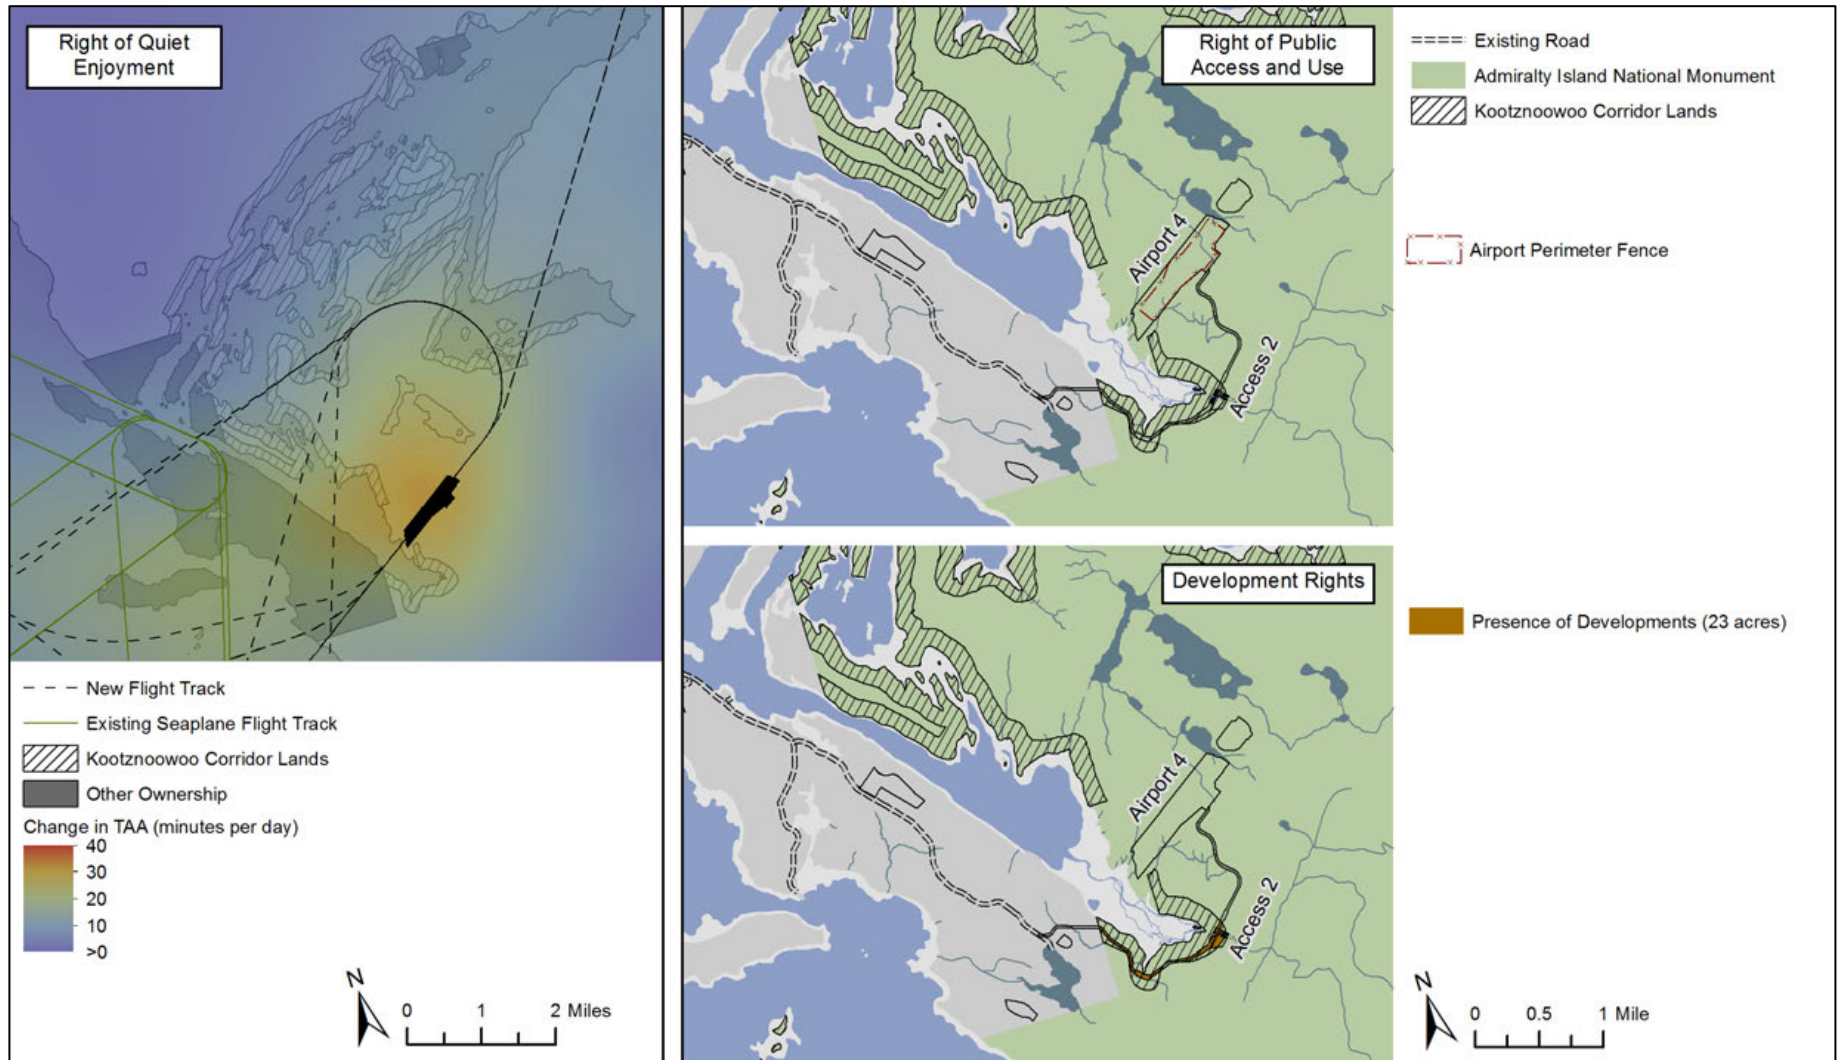 Right of Quiet
Enjoyment
New Flight Track
Existing Seaplane Flight Track
Kootznoowoo Corridor Lands
Other Ownership
Change in TAA (minutes per day)
40
30
20
10
>0
N
0 1 2 Miles
Right of Public
Access and Use
Airport 4
Access 2
Existing Road
Admiralty Island National Monument
Kootznoowoo Corridor Lands
Airport Perimeter Fence
Development Rights
Airport 4
Access 2
Presence of Developments (23 acres)
N
0 0.5 1 Mile